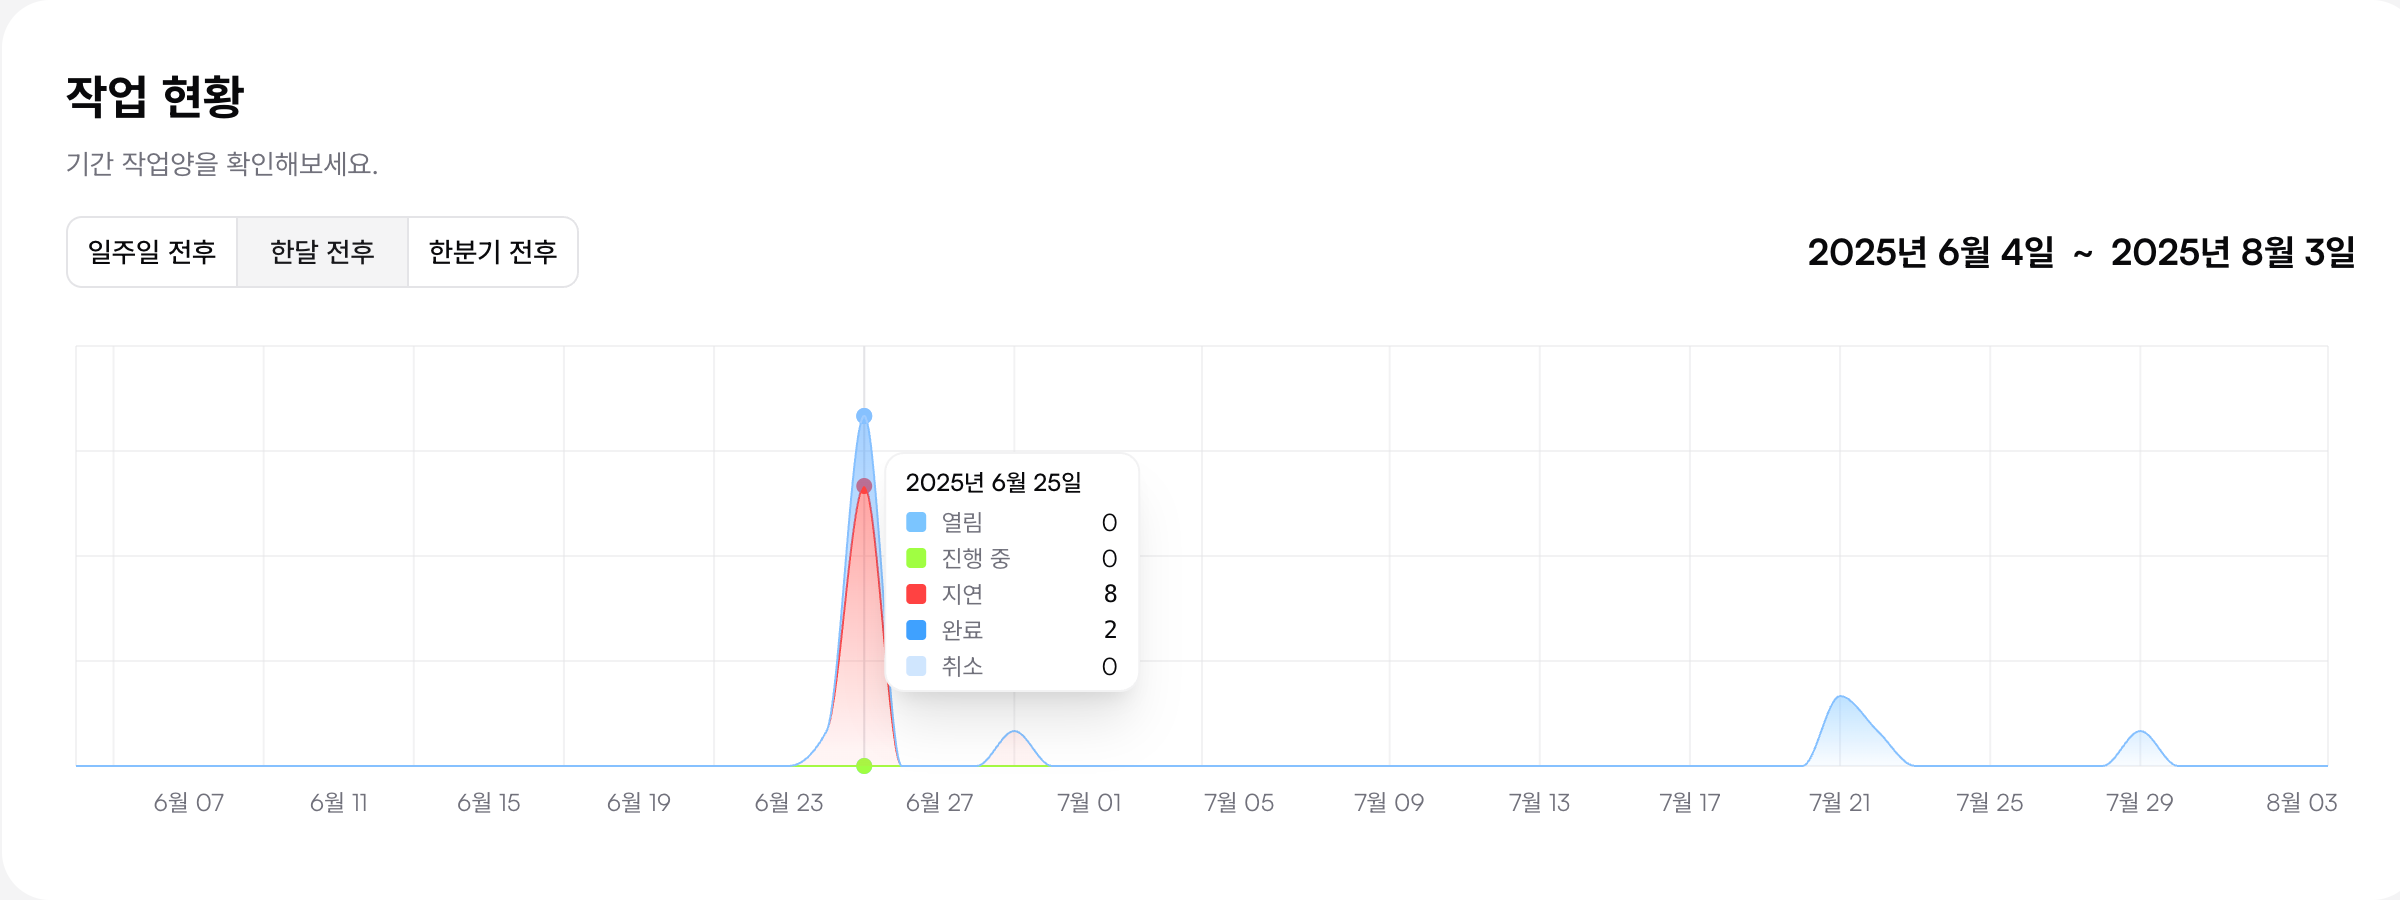 작업 현황
기간 작업양을 확인해보세요.
일주일 전후 한달 전후 한분기 전후
2025년 6월 4일 ~ 2025년 8월 3일
2025년 6월 25일
열림 0
진행 중 0
지연 8
완료 2
취소 0
6월 07 6월 11 6월 15 6월 19 6월 23 6월 27 7월 01 7월 05 7월 09 7월 13 7월 17 7월 21 7월 25 7월 29 8월 03